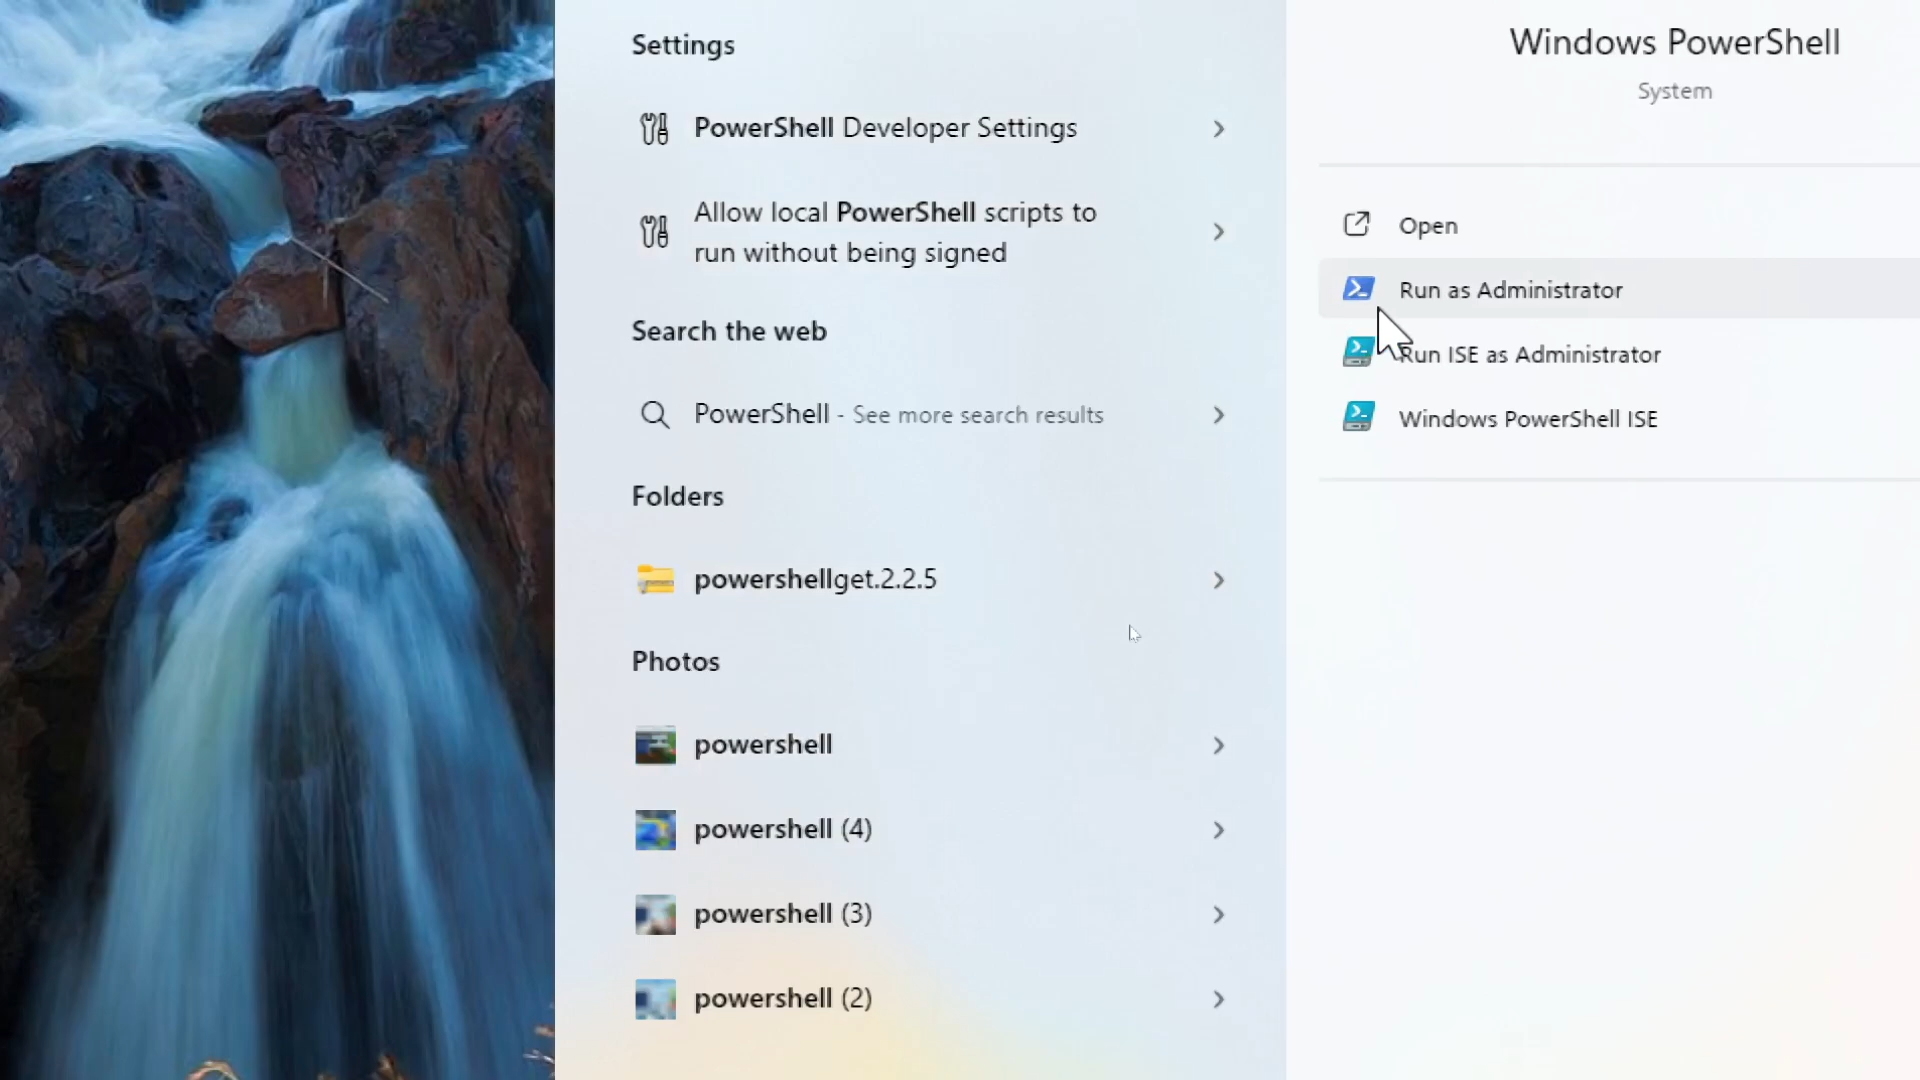 Settings
PowerShell Developer Settings
Allow local PowerShell scripts to
run without being signed
Search the web
PowerShell - See more search results
Folders
powershellget.2.2.5
Photos
powershell
powershell (4)
powershell (3)
powershell (2)
Windows PowerShell
System
Open
Run as Administrator
Run ISE as Administrator
Windows PowerShell ISE